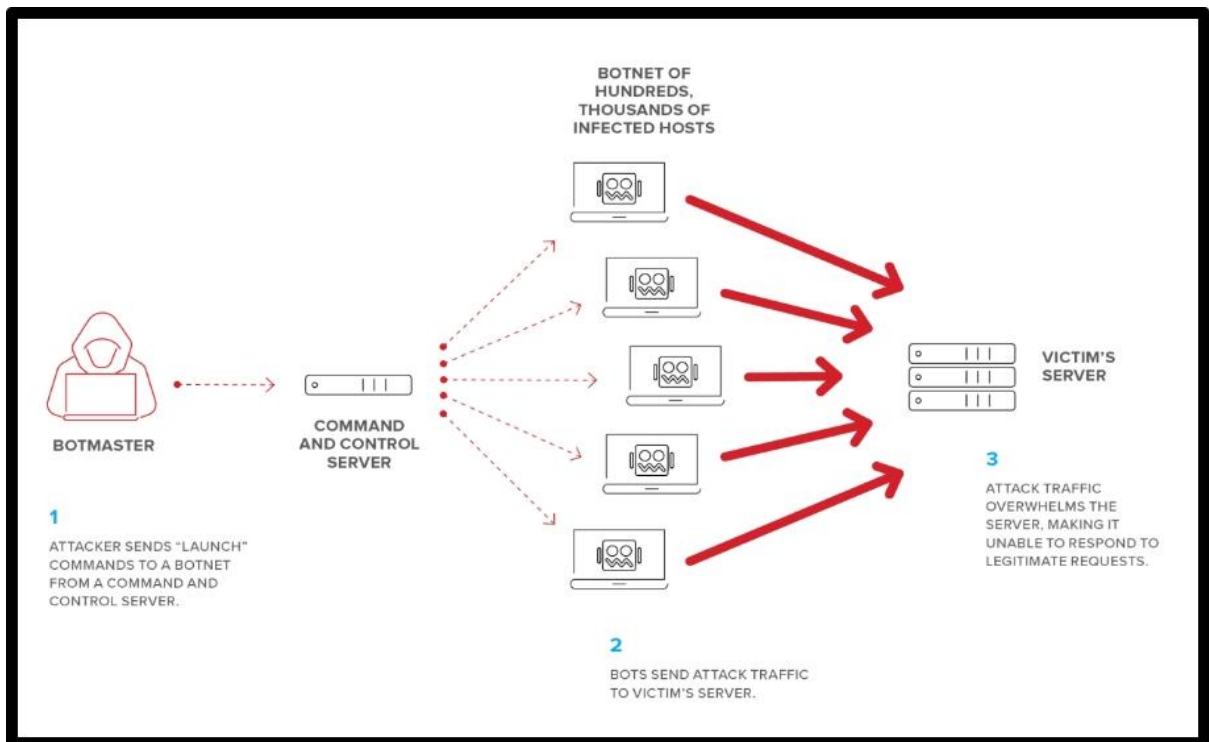 BOTNET OF
HUNDREDS,
THOUSANDS OF
INFECTED HOSTS
BOTMASTER
COMMAND
AND CONTROL
SERVER
VICTIM'S
SERVER
1
ATTACKER SENDS “LAUNCH”
COMMANDS TO A BOTNET
FROM A COMMAND AND
CONTROL SERVER.
2
BOTS SEND ATTACK TRAFFIC
TO VICTIM'S SERVER.
3
ATTACK TRAFFIC
OVERWHELMS THE
SERVER, MAKING IT
UNABLE TO RESPOND TO
LEGITIMATE REQUESTS.